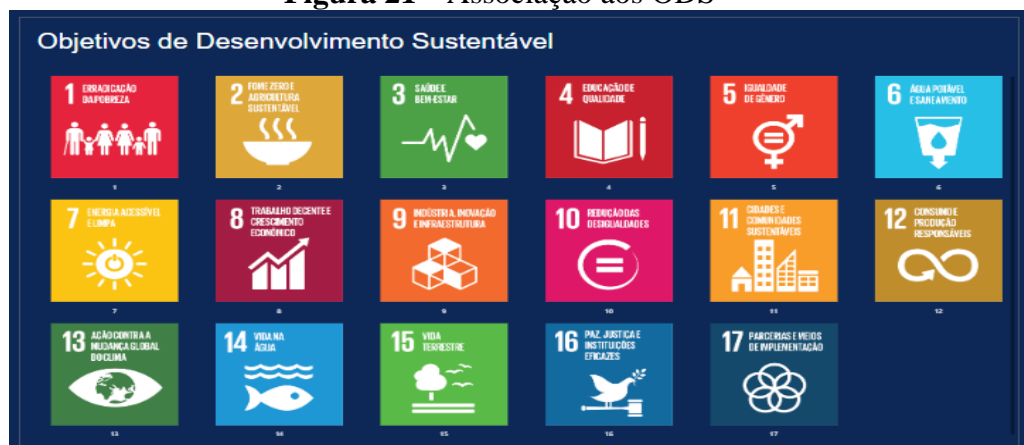 Figura 21 - Associação aos ODS
Objetivos de Desenvolvimento Sustentável
1 ERRADICAÇÃO
DA POBREZA
1
2 FOME ZERO E
AGRICULTURA
SUSTENTÁVEL
2
3 SAÚDE E
BEM-ESTAR
3
4 EDUCAÇÃO DE
QUALIDADE
4
5 IGUALDADE
DE GÊNERO
5
6 ÁGUA POTÁVEL
E SANEAMENTO
6
7 ENERGIA ACESSÍVEL
E LIMPA
7
8 TRABALHO DECENTE E
CRESCIMENTO
ECONÔMICO
8
9 INDÚSTRIA, INOVAÇÃO
E INFRAESTRUTURA
9
10 REDUÇÃO DAS
DESIGUALDADES
10
11 CIDADES E
COMUNIDADES
SUSTENTÁVEIS
11
12 CONSUMO E
PRODUÇÃO
RESPONSÁVEIS
12
13 AÇÃO CONTRA A
MUDANÇA GLOBAL
DO CLIMA
13
14 VIDA NA
ÁGUA
14
15 VIDA
TERRESTRE
15
16 PAZ, JUSTIÇA E
INSTITUIÇÕES
EFICAZES
16
17 PARCERIAS E MEIOS
DE IMPLEMENTAÇÃO
17